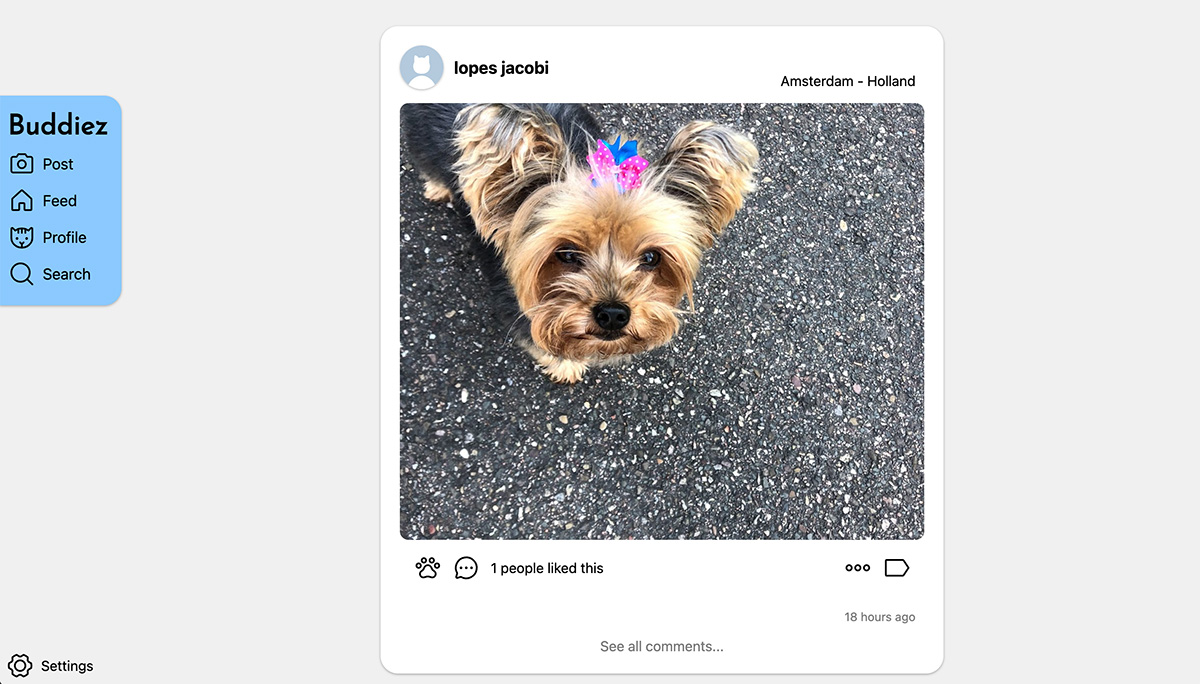 Buddiez
Post
Feed
Profile
Search
Settings
lopes jacobi
Amsterdam - Holland
1 people liked this
18 hours ago
See all comments...